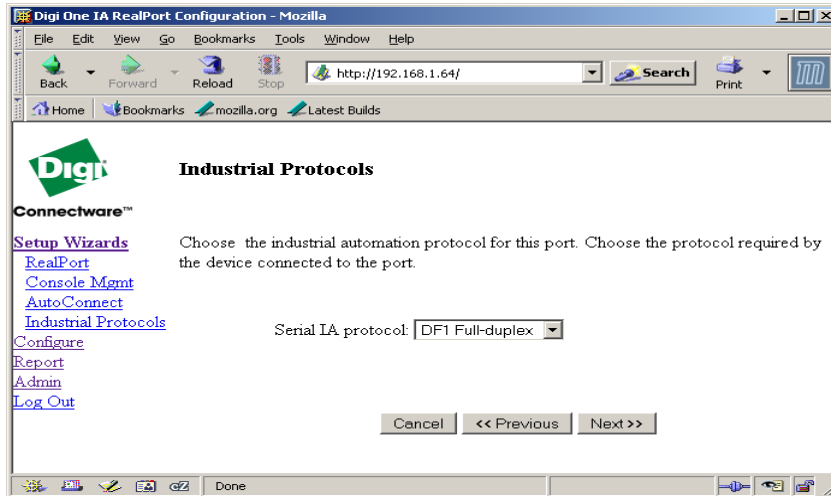 Digi One IA RealPort Configuration - Mozilla
File Edit View Go Bookmarks Tools Window Help
Back Forward Reload Stop http://192.168.1.64/ Search Print
Home Bookmarks mozilla.org Latest Builds
Digi
Connectware™
Setup Wizards
RealPort
Console Mgmt
AutoConnect
Industrial Protocols
Configure
Report
Admin
Log Out
Industrial Protocols
Choose the industrial automation protocol for this port. Choose the protocol required by
the device connected to the port.
Serial IA protocol: DF1 Full-duplex
Cancel << Previous Next >>
Done